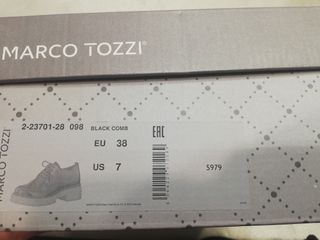 MARCO TOZZI
2-23701-28 098 BLACK COMB
EAC
EU 38
US 7
5979
MARCO TOZZI